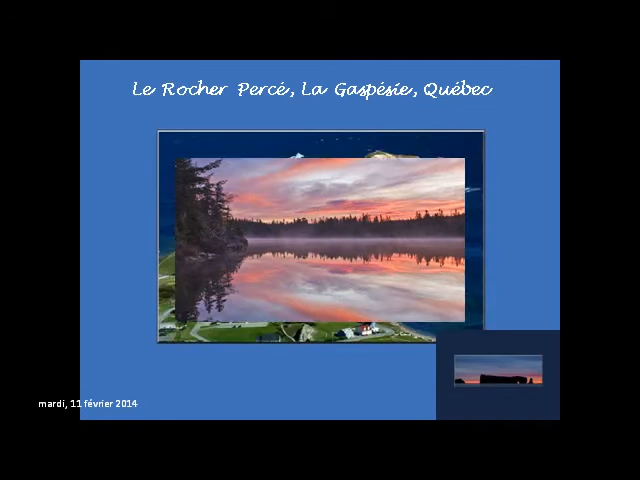 Le Rocher Percé, La Gaspésie, Québec
mardi, 11 février 2014